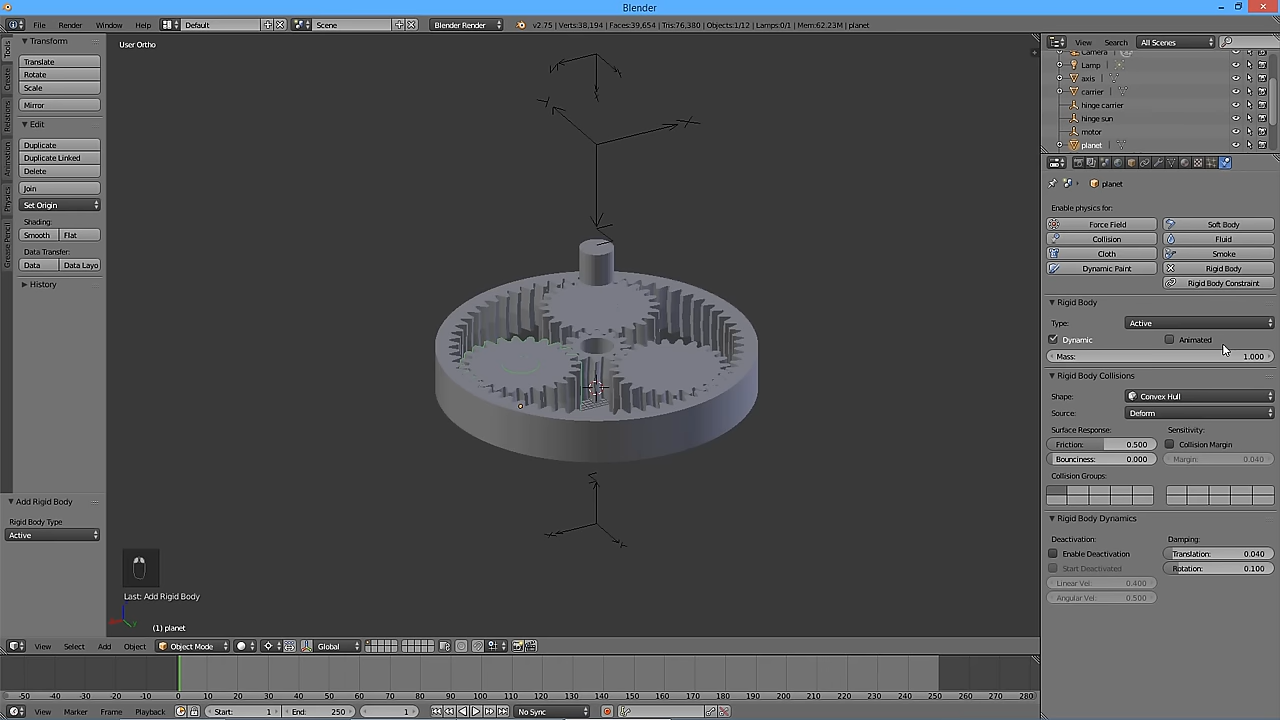 Blender
File Render Window Help Default Scene Blender Render v2.75 | Verts:38,194 | Faces:39,654 | Tris:76,380 | Objects:1/12 | Lamps:0/1 | Mem:62.23M | planet
Transform
Translate
Rotate
Scale
Mirror
Edit
Duplicate
Duplicate Linked
Delete
Join
Set Origin
Shading:
Smooth Flat
Data Transfer:
Data Data Layo
History
Tools
Create
Relations
Animation
Physics
Grease Pencil
Add Rigid Body
Rigid Body Type
Active
User Ortho
Last: Add Rigid Body
(1) planet
View Select Add Object Object Mode Global
View Search All Scenes
Camera
Lamp
axis
carrier
hinge carrier
hinge sun
motor
planet
planet
Enable physics for:
Force Field Soft Body
Collision Fluid
Cloth Smoke
Dynamic Paint Rigid Body
Rigid Body Constraint
Rigid Body
Type: Active
Dynamic Animated
Mass: 1.000
Rigid Body Collisions
Shape: Convex Hull
Source: Deform
Surface Response: Sensitivity:
Friction: 0.500 Collision Margin
Bounciness: 0.000 Margin: 0.040
Collision Groups:
Rigid Body Dynamics
Deactivation: Damping:
Enable Deactivation Translation: 0.040
Start Deactivated Rotation: 0.100
Linear Vel: 0.400
Angular Vel: 0.500
-50 -40 -30 -20 -10 0 10 20 30 40 50 60 70 80 90 100 110 120 130 140 150 160 170 180 190 200 210 220 230 240 250 260 270 280
View Marker Frame Playback Start: 1 End: 250 1 No Sync